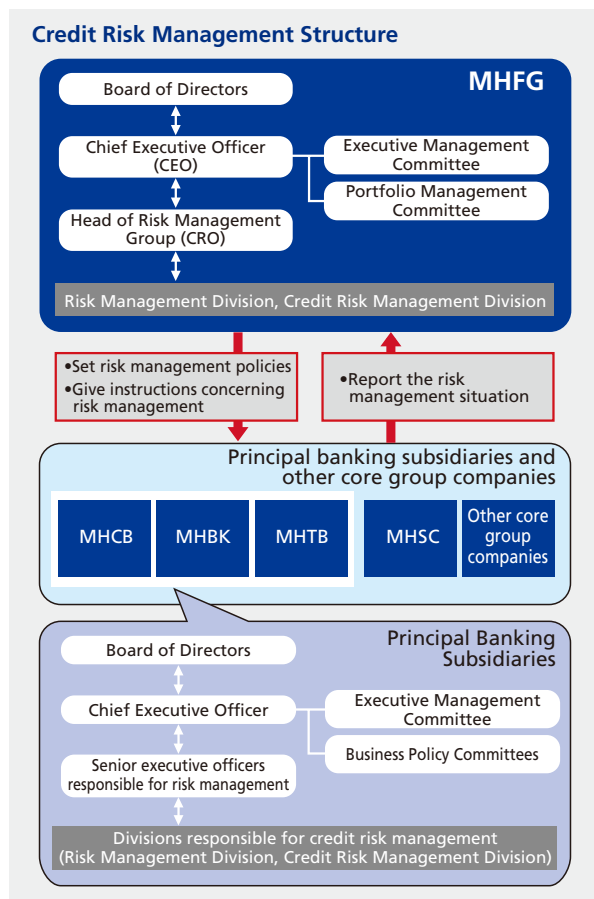 Credit Risk Management Structure
MHFG
Board of Directors
Chief Executive Officer
(CEO)
Executive Management
Committee
Portfolio Management
Committee
Head of Risk Management
Group (CRO)
Risk Management Division, Credit Risk Management Division
•Set risk management policies
•Give instructions concerning
risk management
•Report the risk
management situation
Principal banking subsidiaries and
other core group companies
MHCB
MHBK
MHTB
MHSC
Other core
group
companies
Principal Banking
Subsidiaries
Board of Directors
Chief Executive Officer
Executive Management
Committee
Business Policy Committees
Senior executive officers
responsible for risk management
Divisions responsible for credit risk management
(Risk Management Division, Credit Risk Management Division)